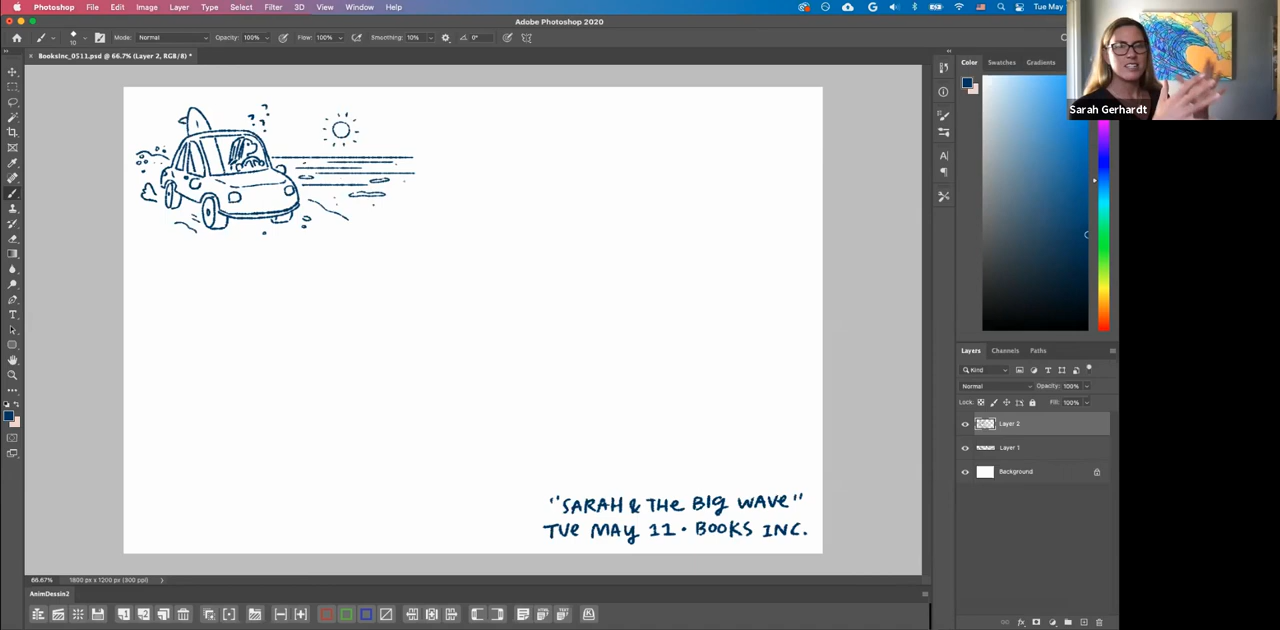 Photoshop File Edit Image Layer Type Select Filter 3D View Window Help
Tue May
Adobe Photoshop 2020
10 Mode: Normal Opacity: 100% Flow: 100% Smoothing: 10% 0°
× BooksInc_0511.psd @ 66.7% (Layer 2, RGB/8) *
Color Swatches Gradients
Sarah Gerhardt
? ? ?
"SARAH & THE BIG WAVE"
TUE MAY 11 • BOOKS INC.
Layers Channels Paths
Kind
Normal Opacity: 100%
Lock: Fill: 100%
Layer 2
Layer 1
Background
66.67% 1800 px x 1200 px (300 ppi)
AnimDessin2